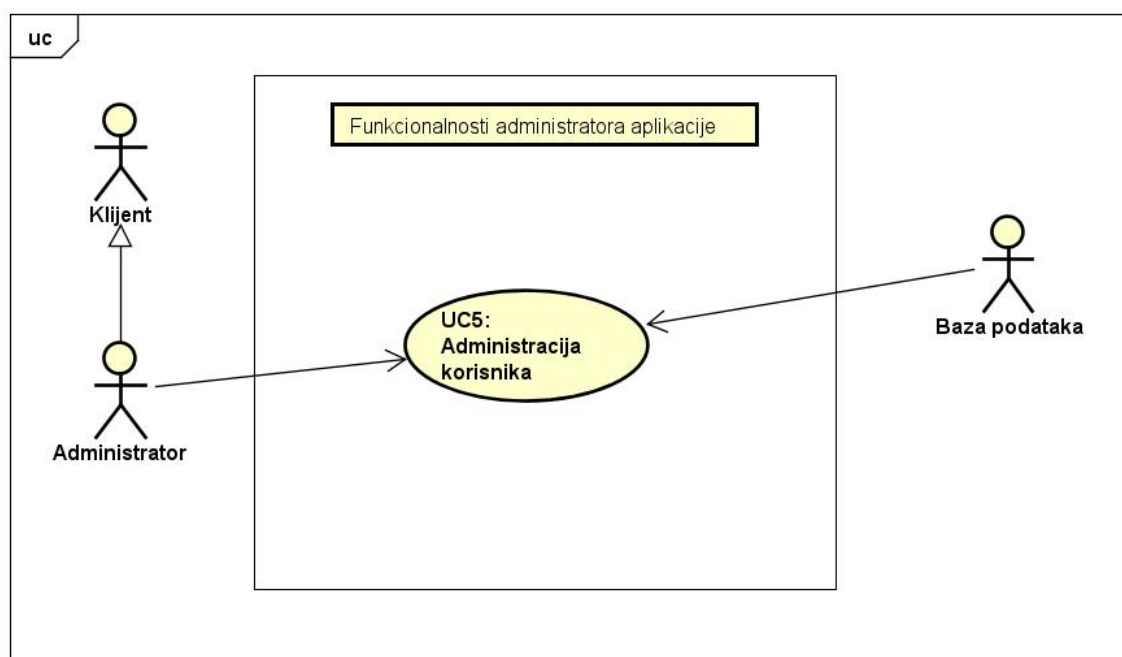 uc
Funkcionalnosti administratora aplikacije
Klijent
Baza podataka
UC5:
Administracija
korisnika
Administrator